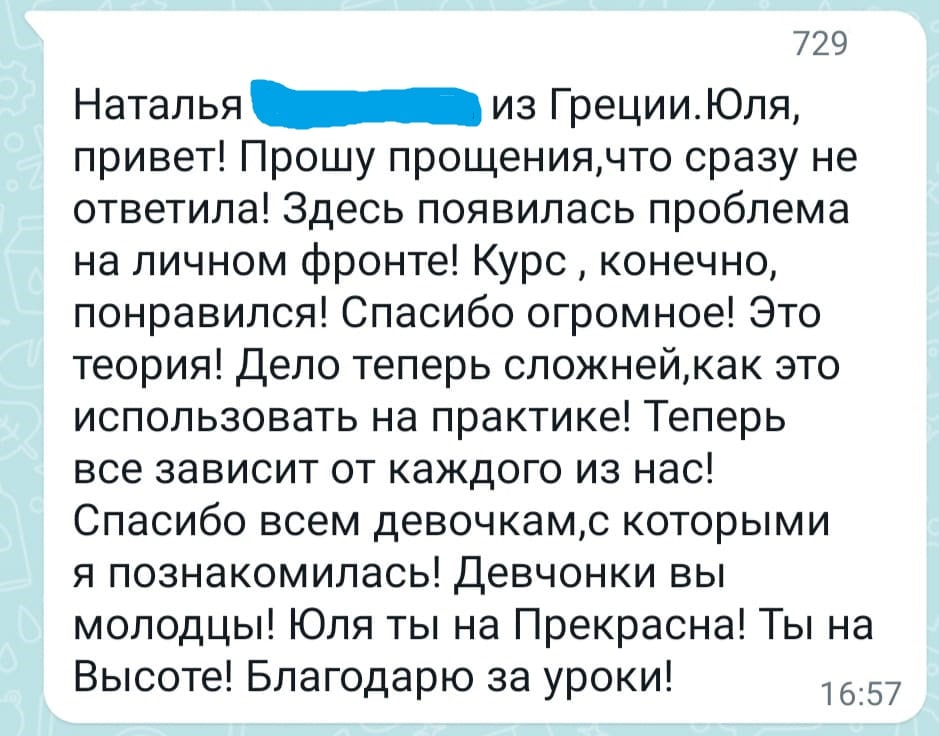 729
Наталья из Греции.Юля,
привет! Прошу прощения,что сразу не
ответила! Здесь появилась проблема
на личном фронте! Курс , конечно,
понравился! Спасибо огромное! Это
теория! Дело теперь сложней,как это
использовать на практике! Теперь
все зависит от каждого из нас!
Спасибо всем девочкам,с которыми
я познакомилась! Девчонки вы
молодцы! Юля ты на Прекрасна! Ты на
Высоте! Благодарю за уроки!
16:57